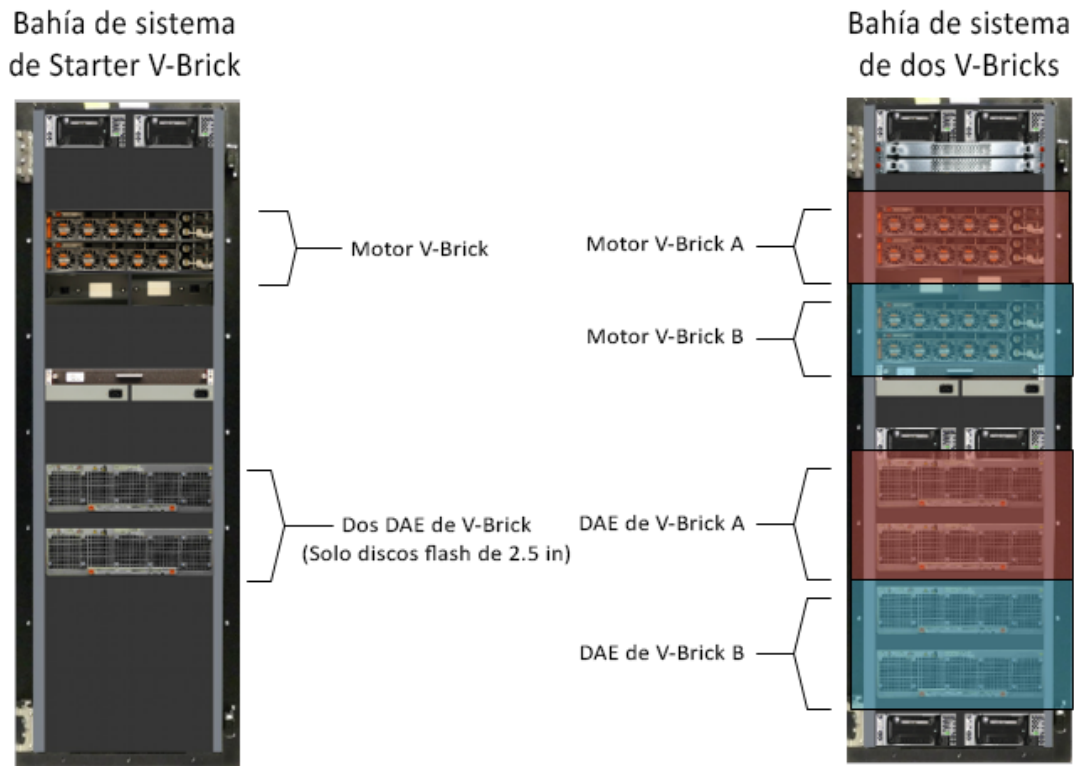 Bahía de sistema
de Starter V-Brick
Bahía de sistema
de dos V-Bricks
Motor V-Brick
Motor V-Brick A
Motor V-Brick B
Dos DAE de V-Brick
(Solo discos flash de 2.5 in)
DAE de V-Brick A
DAE de V-Brick B